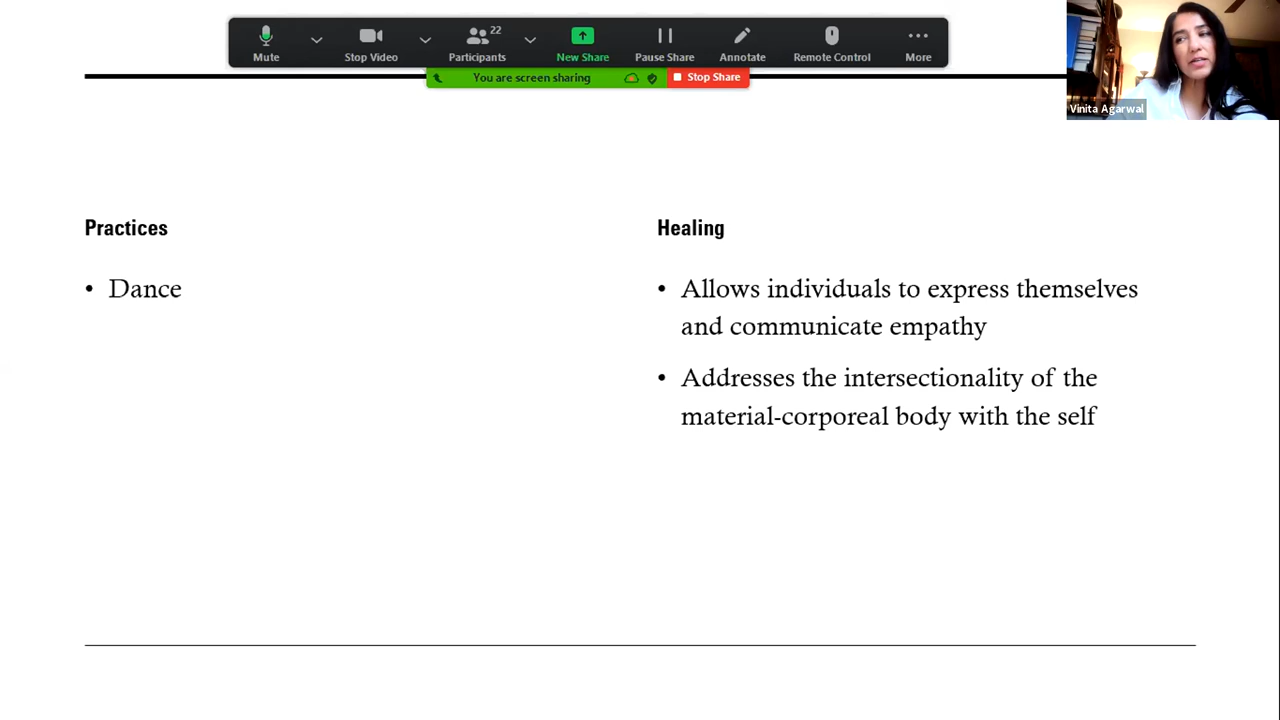 22
Mute
Stop Video
Participants
New Share
Pause Share
Annotate
Remote Control
More
You are screen sharing
Stop Share
Vinita Agarwal
Practices
• Dance
Healing
• Allows individuals to express themselves
and communicate empathy
• Addresses the intersectionality of the
material-corporeal body with the self